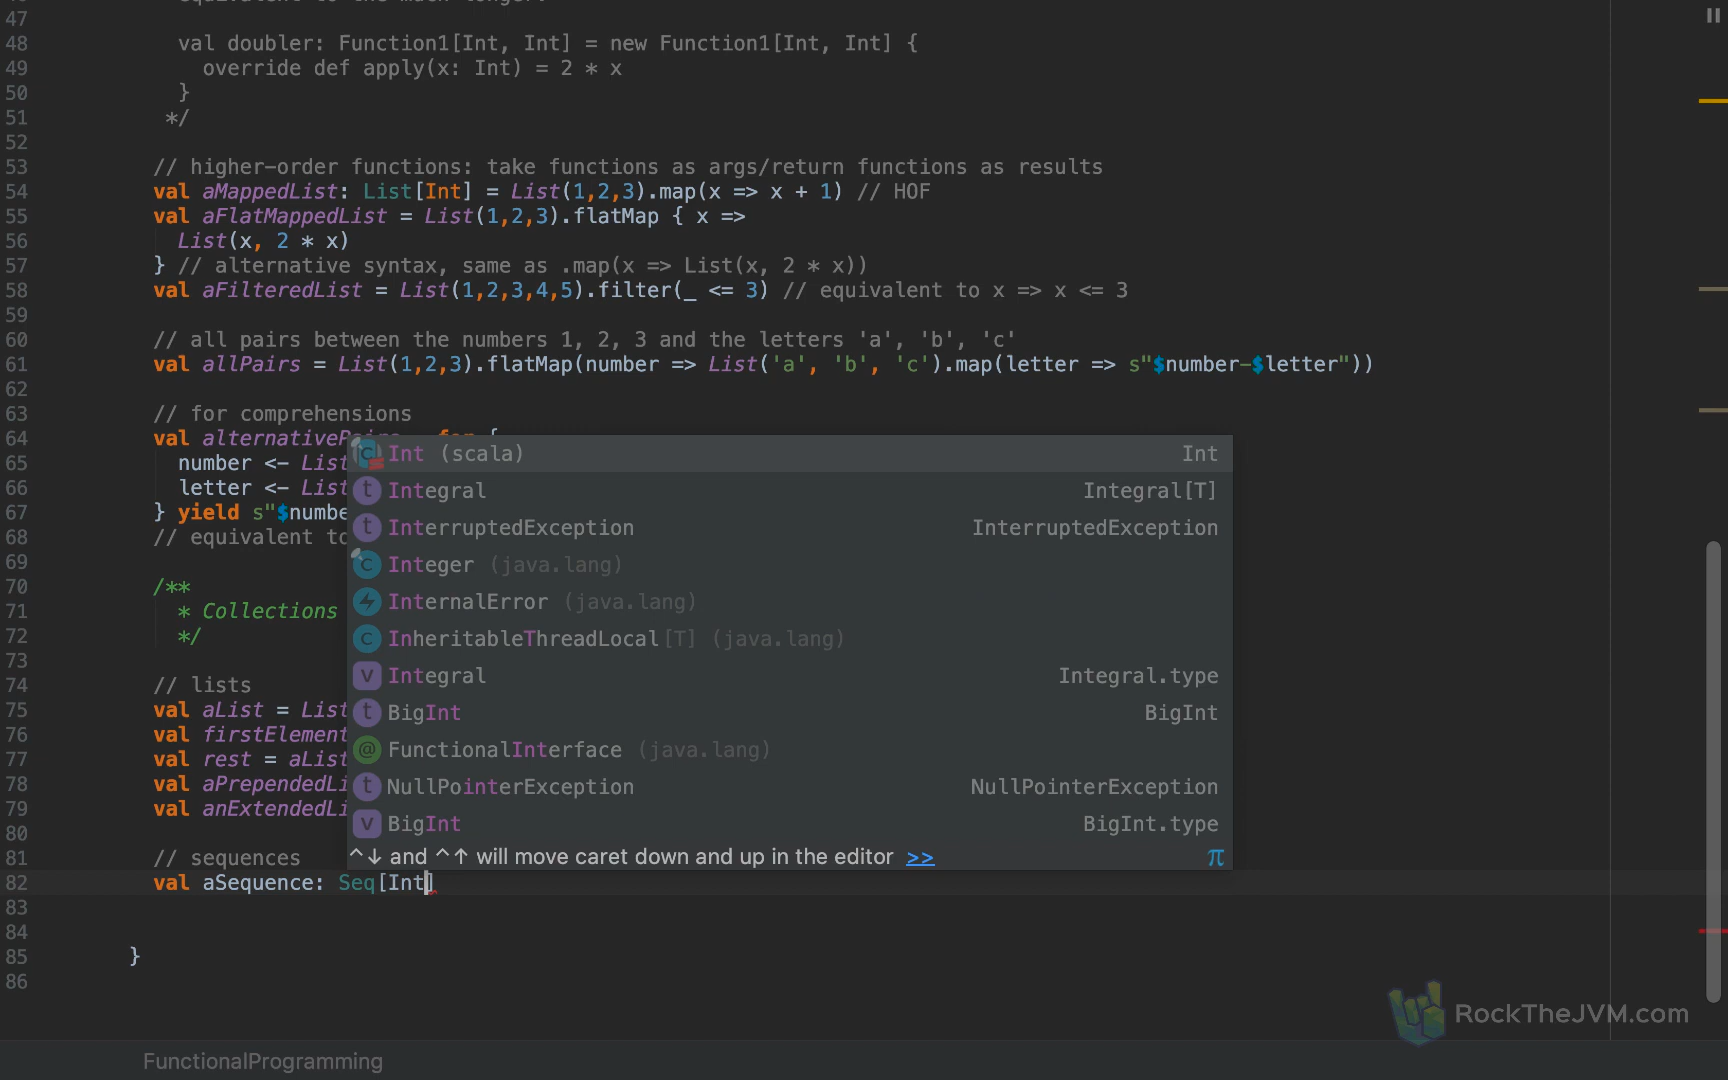 47
48 val doubler: Function1[Int, Int] = new Function1[Int, Int] {
49 override def apply(x: Int) = 2 * x
50 }
51 */
52
53 // higher-order functions: take functions as args/return functions as results
54 val aMappedList: List[Int] = List(1,2,3).map(x => x + 1) // HOF
55 val aFlatMappedList = List(1,2,3).flatMap { x =>
56 List(x, 2 * x)
57 } // alternative syntax, same as .map(x => List(x, 2 * x))
58 val aFilteredList = List(1,2,3,4,5).filter(_ <= 3) // equivalent to x => x <= 3
59
60 // all pairs between the numbers 1, 2, 3 and the letters 'a', 'b', 'c'
61 val allPairs = List(1,2,3).flatMap(number => List('a', 'b', 'c').map(letter => s"$number-$letter"))
62
63 // for comprehensions
64 val alternativePairs = for {
65 number <- List
66 letter <- List
67 } yield s"$numbe
68 // equivalent to
69
70 /**
71 * Collections
72 */
73
74 // lists
75 val aList = List
76 val firstElement
77 val rest = aList
78 val aPrependedLi
79 val anExtendedLi
80
81 // sequences
82 val aSequence: Seq[Int]
83
84
85 }
86
Int (scala) Int
Integral Integral[T]
InterruptedException InterruptedException
Integer (java.lang)
InternalError (java.lang)
InheritableThreadLocal[T] (java.lang)
Integral Integral.type
BigInt BigInt
FunctionalInterface (java.lang)
NullPointerException NullPointerException
BigInt BigInt.type
^↓ and ^↑ will move caret down and up in the editor >> π
RockTheJVM.com
FunctionalProgramming